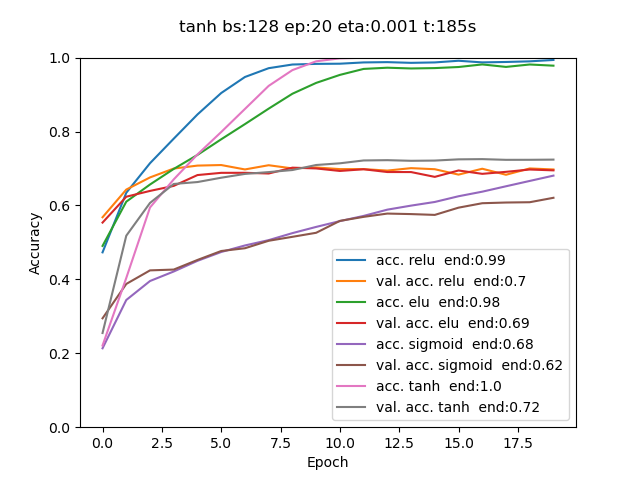 tanh bs:128 ep:20 eta:0.001 t:185s
1.0
0.8
0.6
0.4
0.2
0.0
Accuracy
acc. relu  end:0.99
val. acc. relu  end:0.7
acc. elu  end:0.98
val. acc. elu  end:0.69
acc. sigmoid  end:0.68
val. acc. sigmoid  end:0.62
acc. tanh  end:1.0
val. acc. tanh  end:0.72
0.0 2.5 5.0 7.5 10.0 12.5 15.0 17.5
Epoch